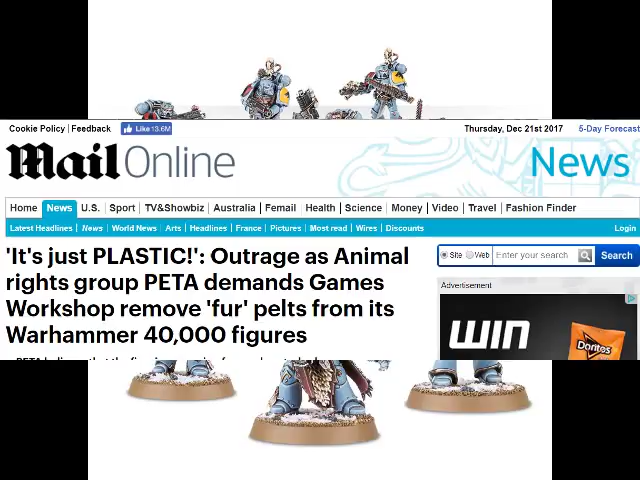 Cookie Policy | Feedback Like 13.6M Thursday, Dec 21st 2017 5-Day Forecast
Mail Online News
Home News U.S. Sport TV&Showbiz Australia Femail Health Science Money Video Travel Fashion Finder
Latest Headlines News World News Arts Headlines France Pictures Most read Wires Discounts Login
'It's just PLASTIC!': Outrage as Animal
rights group PETA demands Games
Workshop remove 'fur' pelts from its
Warhammer 40,000 figures
Site Web Enter your search Search
Advertisement
WIN
Doritos